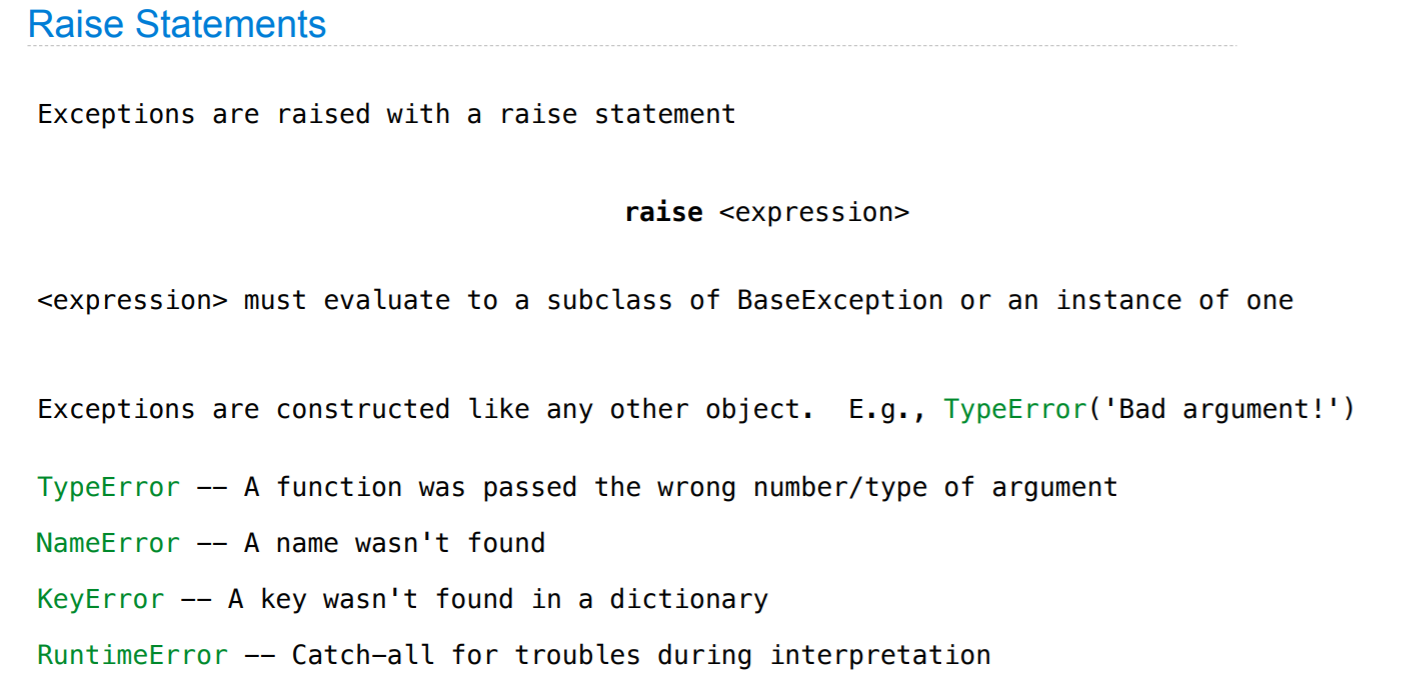 Raise Statements
Exceptions are raised with a raise statement
raise <expression>
<expression> must evaluate to a subclass of BaseException or an instance of one
Exceptions are constructed like any other object.  E.g., TypeError('Bad argument!')
TypeError -- A function was passed the wrong number/type of argument
NameError -- A name wasn't found
KeyError -- A key wasn't found in a dictionary
RuntimeError -- Catch-all for troubles during interpretation